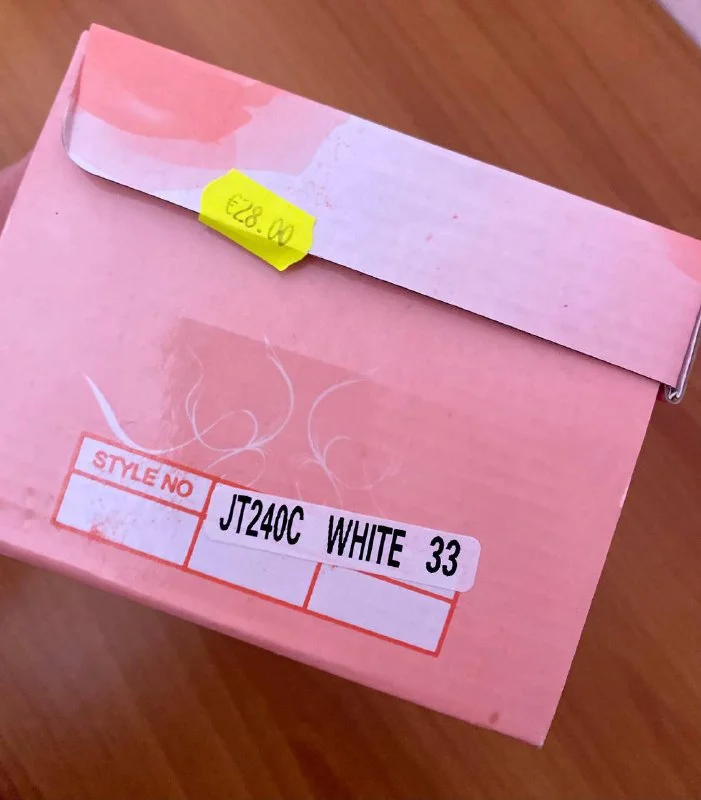 €28.00
STYLE NO
JT240C WHITE 33